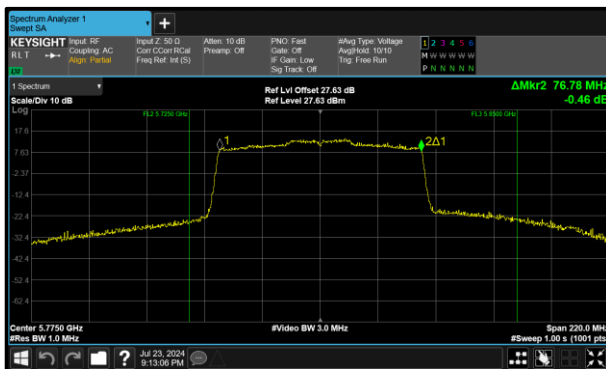 Spectrum Analyzer 1
Swept SA
+
KEYSIGHT Input: RF Input Z: 50 Ω Atten: 10 dB PNO: Fast #Avg Type: Voltage 1 2 3 4 5 6
RLT Coupling: AC Corr CCorr RCal Preamp: Off Gate: Off Avg|Hold: 10/10 M W W W W W
Align: Partial Freq Ref: Int (S) IF Gain: Low Trig: Free Run
Sig Track: Off P N N N N N
1 Spectrum Ref Lvl Offset 27.63 dB ΔMkr2 76.78 MHz
Scale/Div 10 dB Ref Level 27.63 dBm -0.46 dB
Log FL2 5.7250 GHz FL3 5.8500 GHz
17.6
1 2Δ1
7.63
-2.37
-12.4
-22.4
-32.4
-42.4
-52.4
-62.4
Center 5.7750 GHz #Video BW 3.0 MHz Span 220.0 MHz
#Res BW 1.0 MHz #Sweep 1.00 s (1001 pts)
? Jul 23, 2024
9:13:06 PM